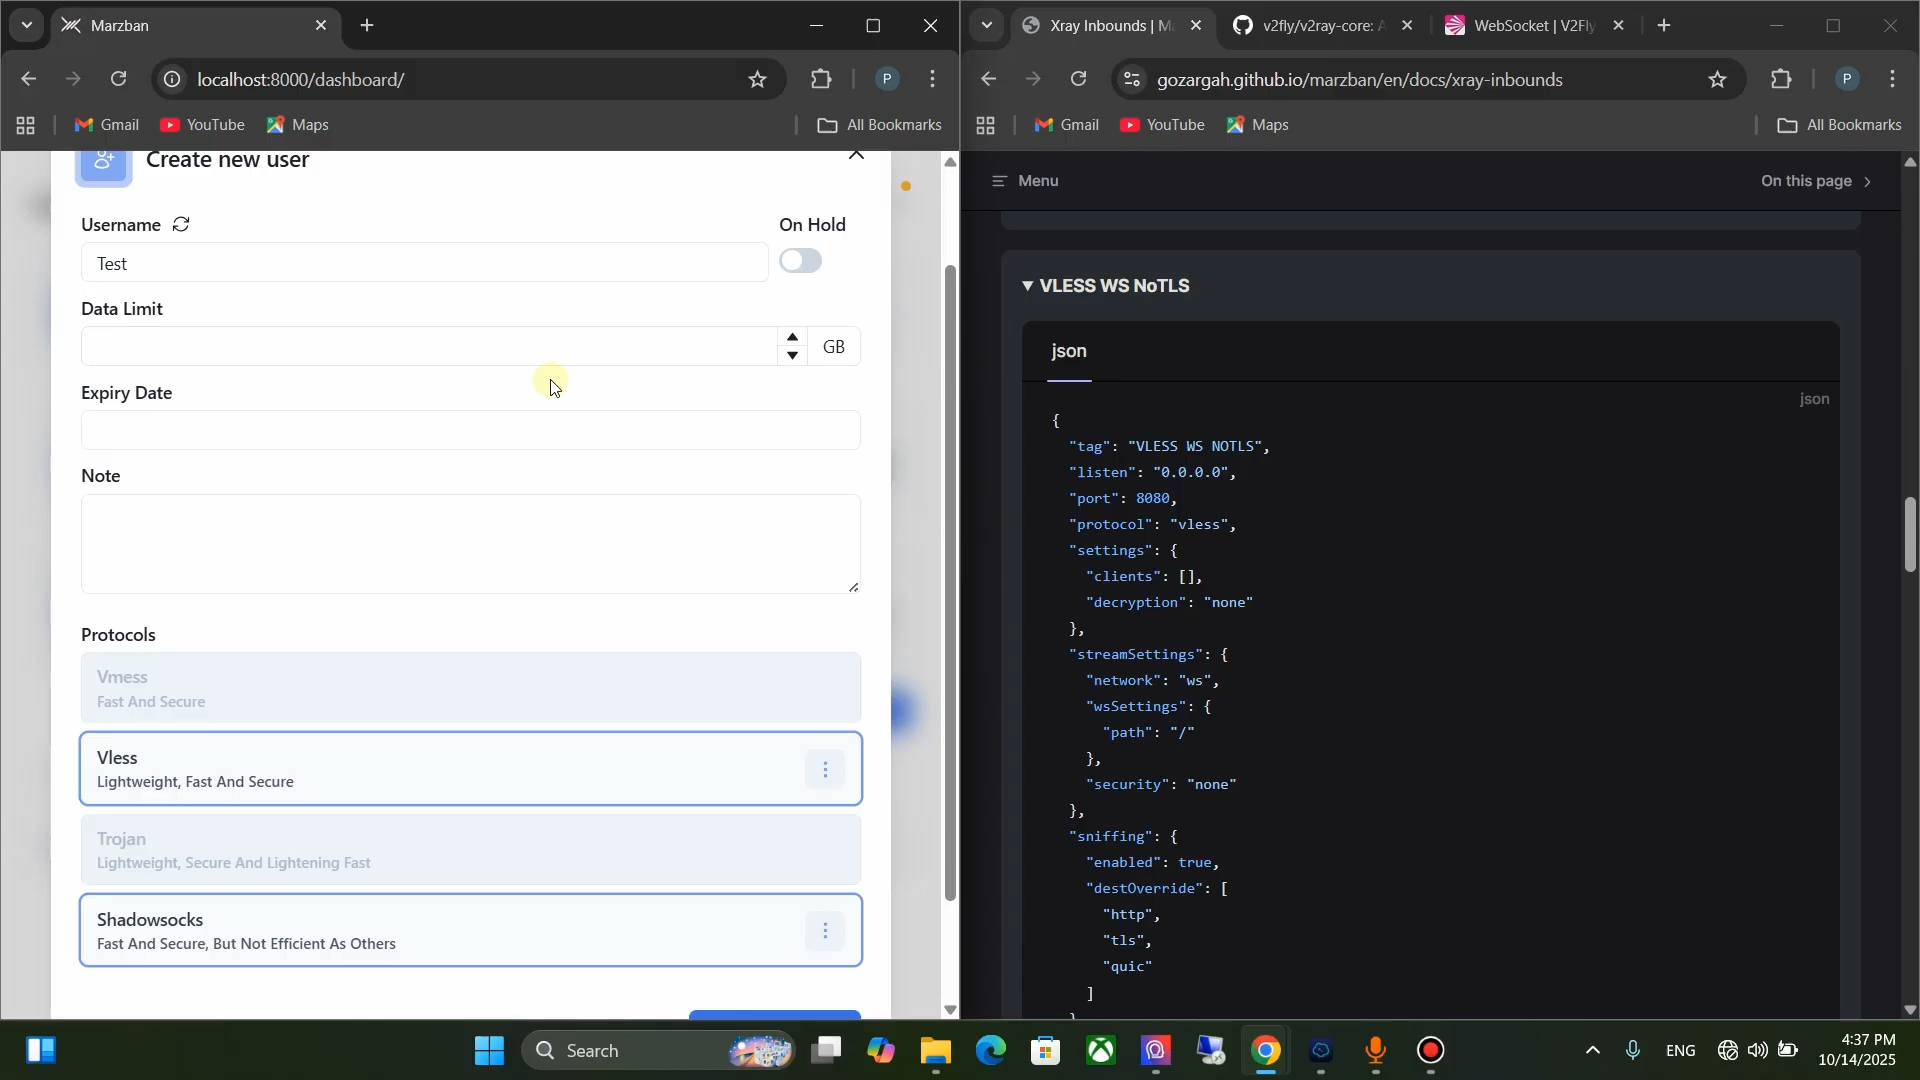 Marzban
localhost:8000/dashboard/
P
Gmail
YouTube
Maps
All Bookmarks
Create new user
Username
On Hold
Test
Data Limit
GB
Expiry Date
Note
Protocols
Vmess
Fast And Secure
Vless
Lightweight, Fast And Secure
Trojan
Lightweight, Secure And Lightening Fast
Shadowsocks
Fast And Secure, But Not Efficient As Others
Xray Inbounds | Ma
v2fly/v2ray-core: A
WebSocket | V2Fly
gozargah.github.io/marzban/en/docs/xray-inbounds
P
Gmail
YouTube
Maps
All Bookmarks
Menu
On this page
VLESS WS NoTLS
json
json
{
"tag": "VLESS WS NOTLS",
"listen": "0.0.0.0",
"port": 8080,
"protocol": "vless",
"settings": {
"clients": [],
"decryption": "none"
},
"streamSettings": {
"network": "ws",
"wsSettings": {
"path": "/"
},
"security": "none"
},
"sniffing": {
"enabled": true,
"destOverride": [
"http",
"tls",
"quic"
]
Search
ENG
4:37 PM
10/14/2025